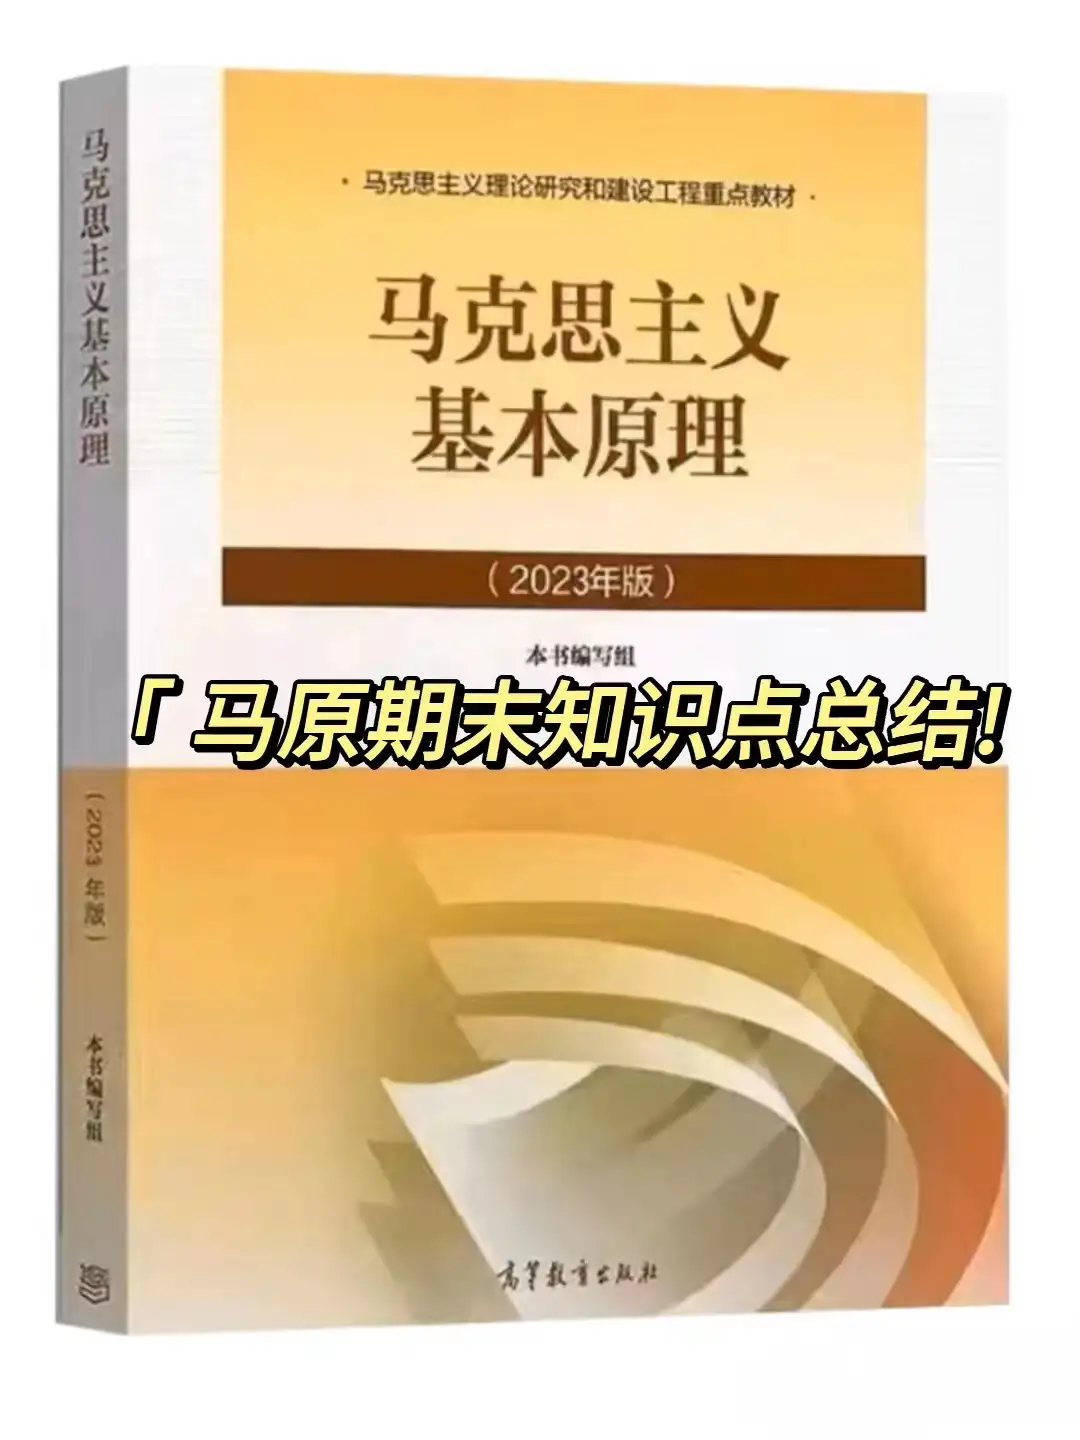 马克思主义基本原理
（2023年版）
本书编写组
·马克思主义理论研究和建设工程重点教材·
马克思主义
基本原理
（2023年版）
本书编写组
「马原期末知识点总结!
高等教育出版社